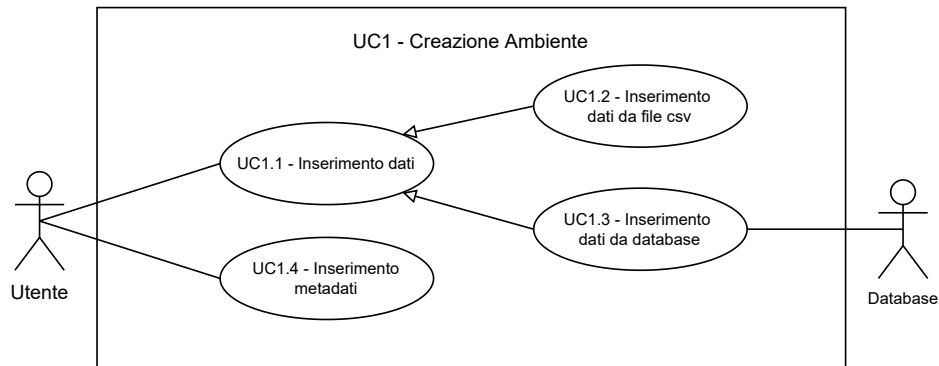 UC1 - Creazione Ambiente
UC1.2 - Inserimento
dati da file csv
UC1.1 - Inserimento dati
UC1.3 - Inserimento
dati da database
UC1.4 - Inserimento
metadati
Utente
Database